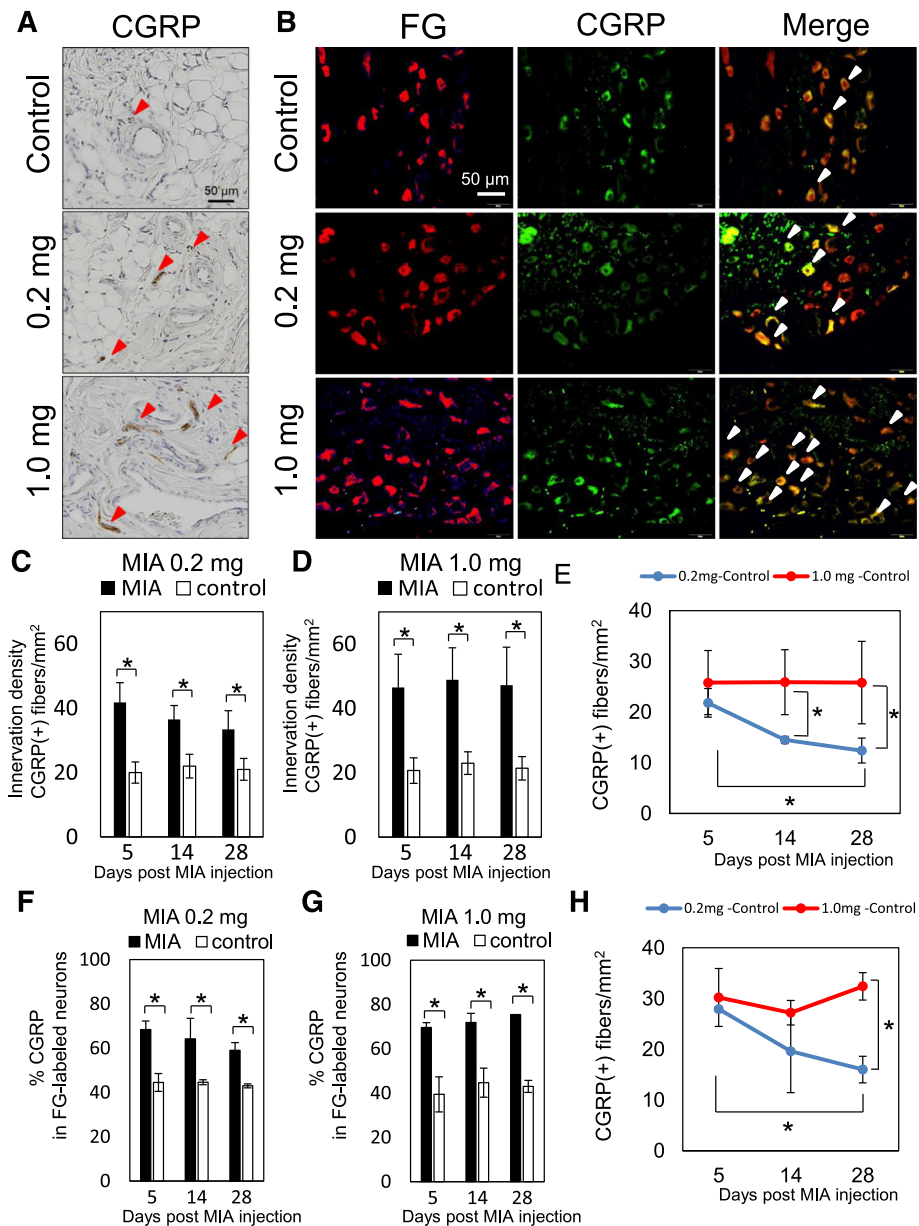 A
CGRP
B
FG
CGRP
Merge
Control
50 µm
50 µm
0.2 mg
1.0 mg
C
MIA 0.2 mg
MIA
control
Innervation density
CGRP(+) fibers/mm²
60
40
20
0
*
*
*
5
14
28
Days post MIA injection
D
MIA 1.0 mg
MIA
control
Innervation density
CGRP(+) fibers/mm²
60
40
20
0
*
*
*
5
14
28
Days post MIA injection
E
0.2mg-Control
1.0 mg -Control
CGRP(+) fibers/mm²
40
30
20
10
0
*
*
*
5
14
28
Days post MIA injection
F
MIA 0.2 mg
MIA
control
% CGRP
in FG-labeled neurons
100
80
60
40
20
0
*
*
*
5
14
28
Days post MIA injection
G
MIA 1.0 mg
MIA
control
% CGRP
in FG-labeled neurons
100
80
60
40
20
0
*
*
*
5
14
28
Days post MIA injection
H
0.2mg -Control
1.0mg -Control
CGRP(+) fibers/mm²
40
30
20
10
0
*
*
5
14
28
Days post MIA injection